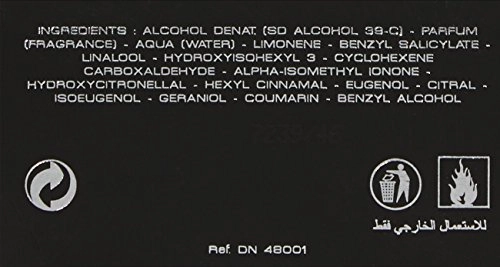 INGREDIENTS : ALCOHOL DENAT. (SD ALCOHOL 39-C) - PARFUM
(FRAGRANCE) - AQUA (WATER) - LIMONENE - BENZYL SALICYLATE -
LINALOOL - HYDROXYISOHEXYL 3 - CYCLOHEXENE
CARBOXALDEHYDE - ALPHA-ISOMETHYL IONONE -
HYDROXYCITRONELLAL - HEXYL CINNAMAL - EUGENOL - CITRAL -
ISOEUGENOL - GERANIOL - COUMARIN - BENZYL ALCOHOL
للاستعمال الخارجي فقط
Ref. DN 48001